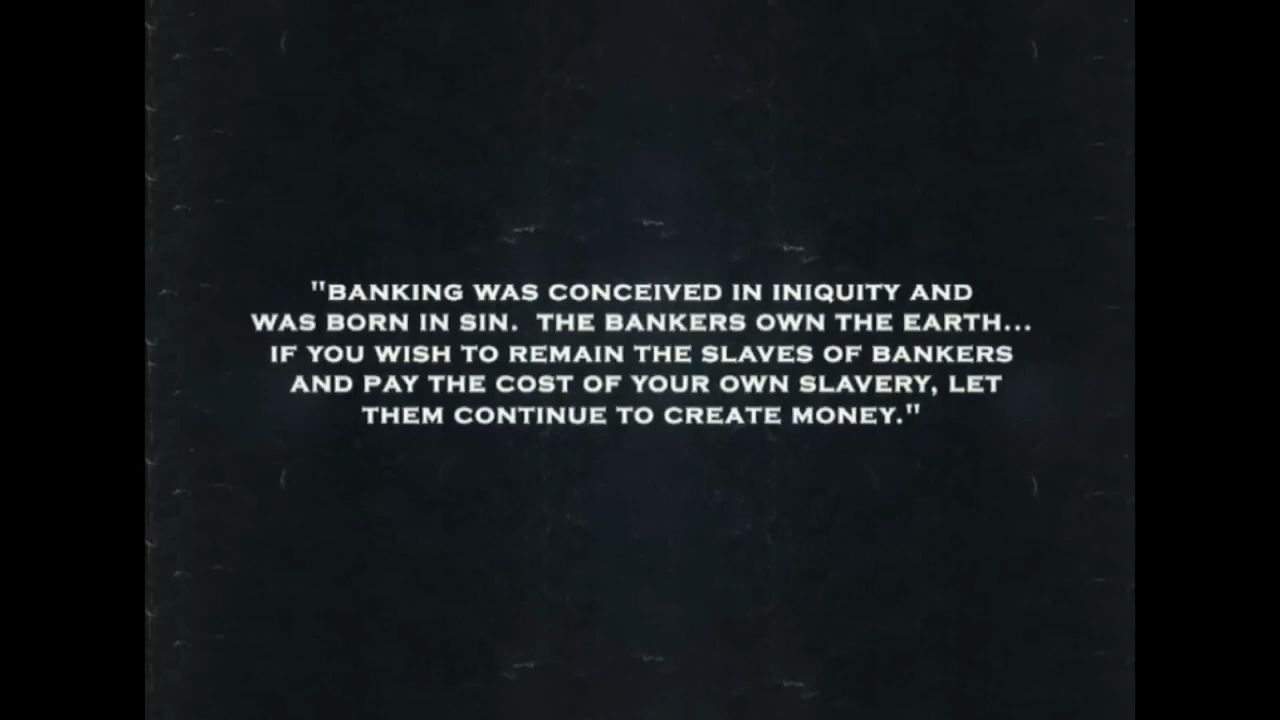 "BANKING WAS CONCEIVED IN INIQUITY AND
WAS BORN IN SIN.  THE BANKERS OWN THE EARTH...
IF YOU WISH TO REMAIN THE SLAVES OF BANKERS
AND PAY THE COST OF YOUR OWN SLAVERY, LET
THEM CONTINUE TO CREATE MONEY."